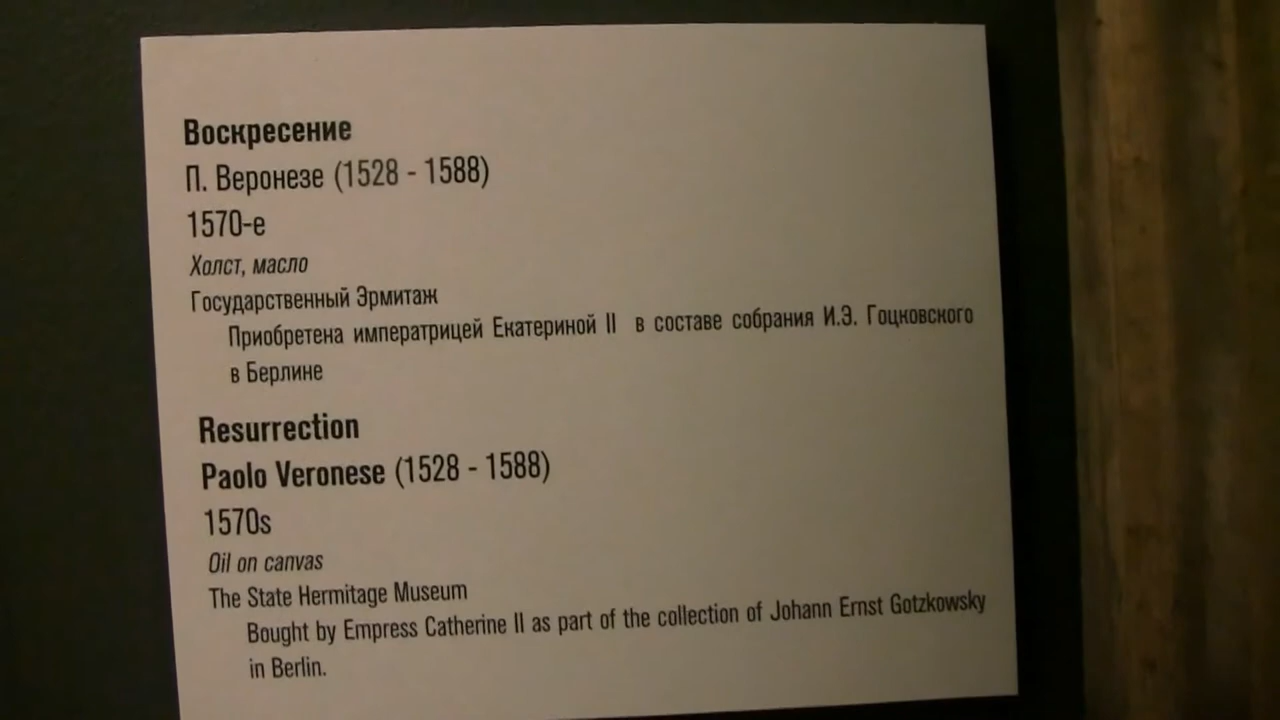 Воскресение
П. Веронезе (1528 - 1588)
1570-е
Холст, масло
Государственный Эрмитаж
Приобретена императрицей Екатериной II в составе собрания И.Э. Гоцковского
в Берлине
Resurrection
Paolo Veronese (1528 - 1588)
1570s
Oil on canvas
The State Hermitage Museum
Bought by Empress Catherine II as part of the collection of Johann Ernst Gotzkowsky
in Berlin.